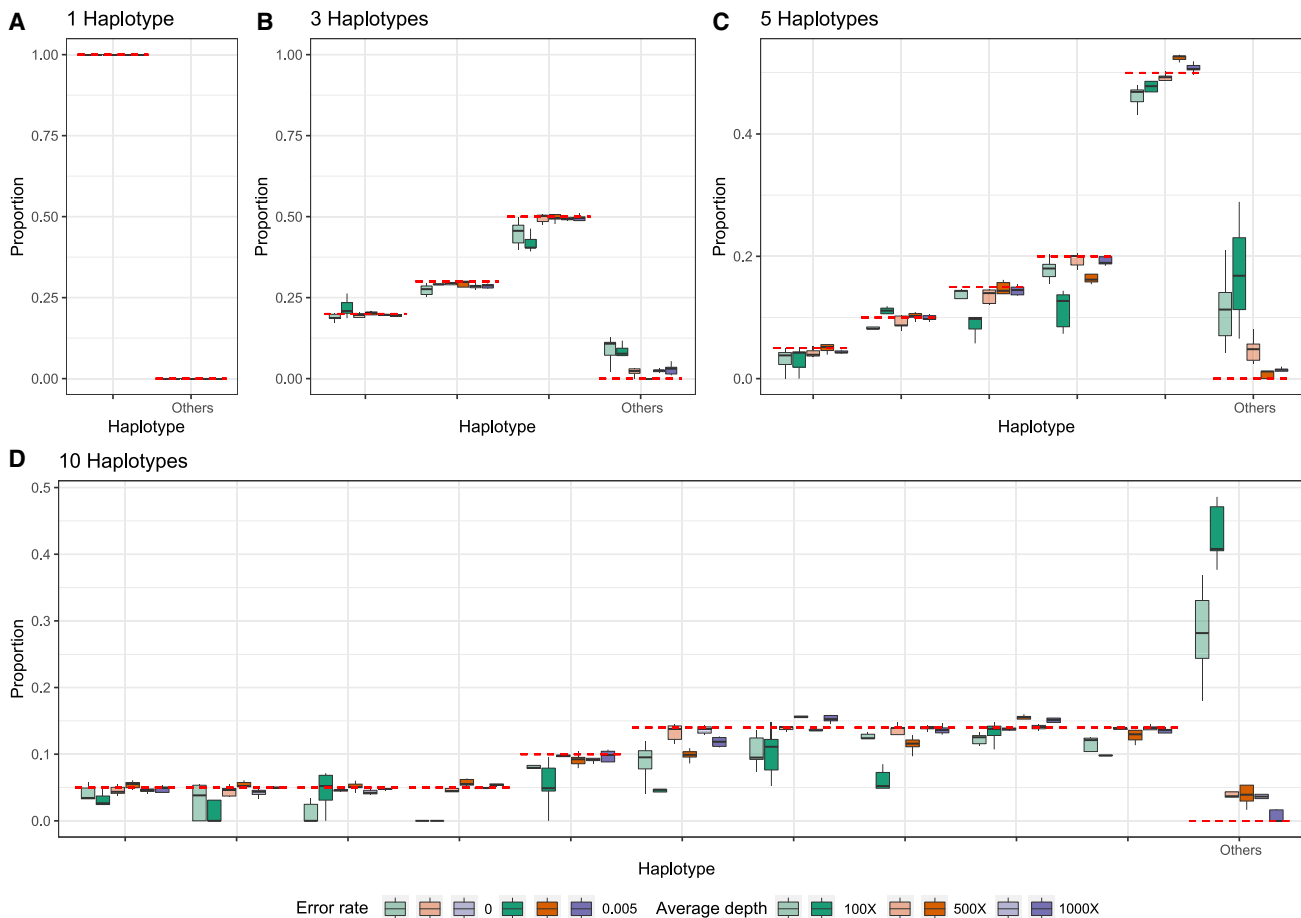 A
1 Haplotype
B
3 Haplotypes
C
5 Haplotypes
1.00
0.75
0.50
0.25
0.00
Proportion
Others
Haplotype
1.00
0.75
0.50
0.25
0.00
Proportion
Others
Haplotype
0.4
0.2
0.0
Proportion
Others
Haplotype
D
10 Haplotypes
0.5
0.4
0.3
0.2
0.1
0.0
Proportion
Others
Haplotype
Error rate 0 0.005 Average depth 100X 500X 1000X